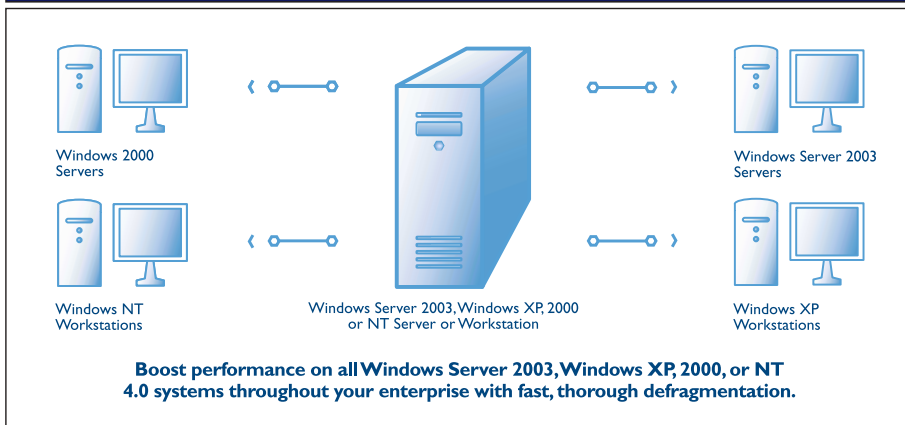 Windows 2000
Servers
Windows Server 2003
Servers
Windows NT
Workstations
Windows Server 2003, Windows XP, 2000
or NT Server or Workstation
Windows XP
Workstations
Boost performance on all Windows Server 2003, Windows XP, 2000, or NT
4.0 systems throughout your enterprise with fast, thorough defragmentation.